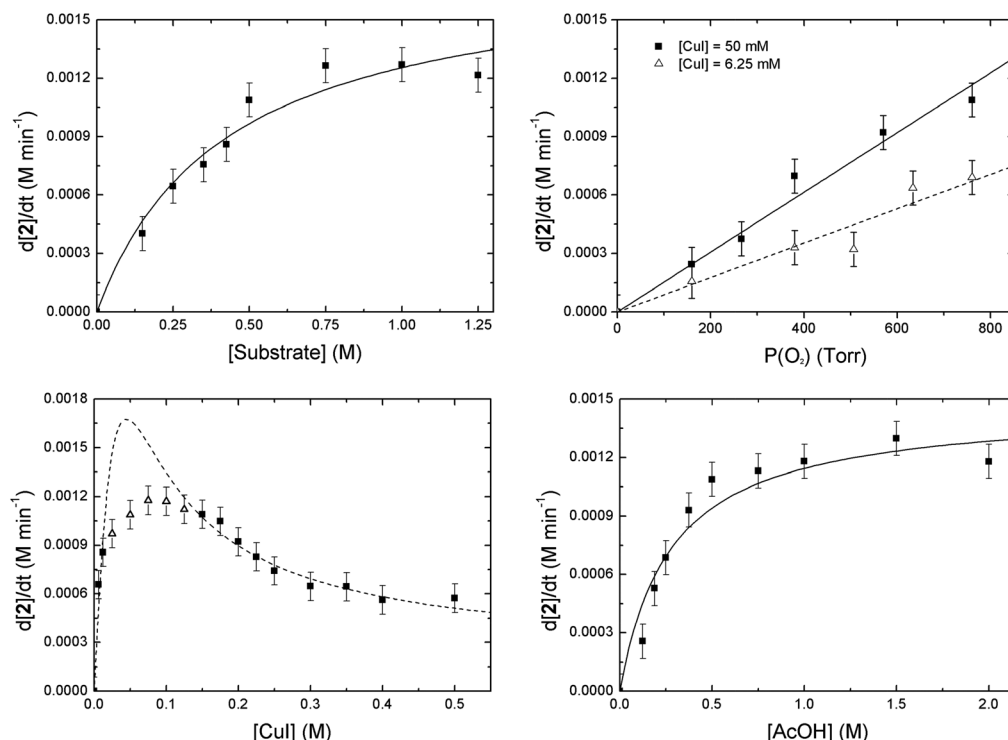 0.0015
0.0012
0.0009
0.0006
0.0003
0.0000
d[2]/dt (M min⁻¹)
0.00 0.25 0.50 0.75 1.00 1.25
[Substrate] (M)
0.0015
0.0012
0.0009
0.0006
0.0003
0.0000
d[2]/dt (M min⁻¹)
[CuI] = 50 mM
[CuI] = 6.25 mM
0 200 400 600 800
P(O₂) (Torr)
0.0018
0.0015
0.0012
0.0009
0.0006
0.0003
0.0000
d[2]/dt (M min⁻¹)
0.0 0.1 0.2 0.3 0.4 0.5
[CuI] (M)
0.0015
0.0012
0.0009
0.0006
0.0003
0.0000
d[2]/dt (M min⁻¹)
0.0 0.5 1.0 1.5 2.0
[AcOH] (M)